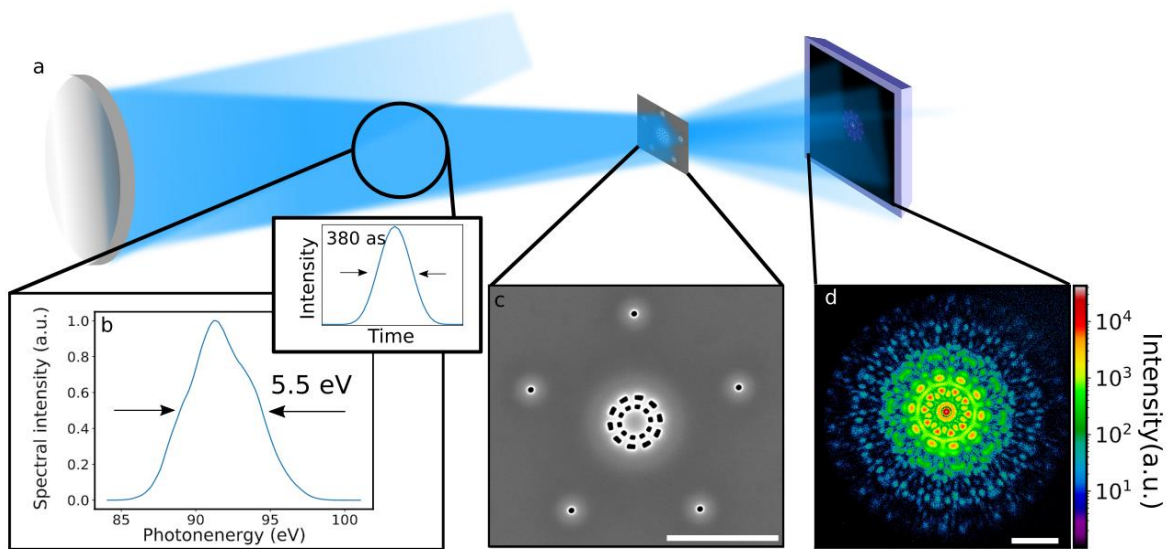 a
380 as
Intensity
Time
b
5.5 eV
Spectral intensity (a.u.)
1.0
0.8
0.6
0.4
0.2
0.0
85 90 95 100
Photonenergy (eV)
c
d
10⁴
10³
10²
10¹
Intensity(a.u.)